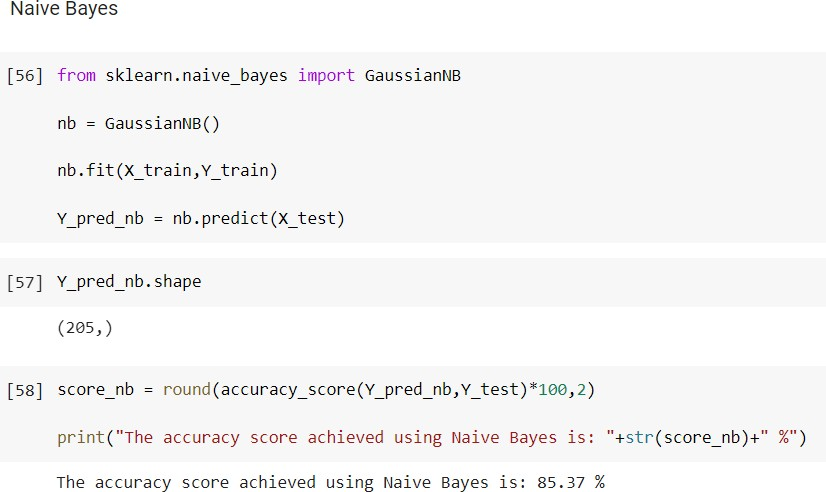 Naive Bayes
[56] from sklearn.naive_bayes import GaussianNB
nb = GaussianNB()
nb.fit(X_train,Y_train)
Y_pred_nb = nb.predict(X_test)
[57] Y_pred_nb.shape
(205,)
[58] score_nb = round(accuracy_score(Y_pred_nb,Y_test)*100,2)
print("The accuracy score achieved using Naive Bayes is: "+str(score_nb)+" %")
The accuracy score achieved using Naive Bayes is: 85.37 %